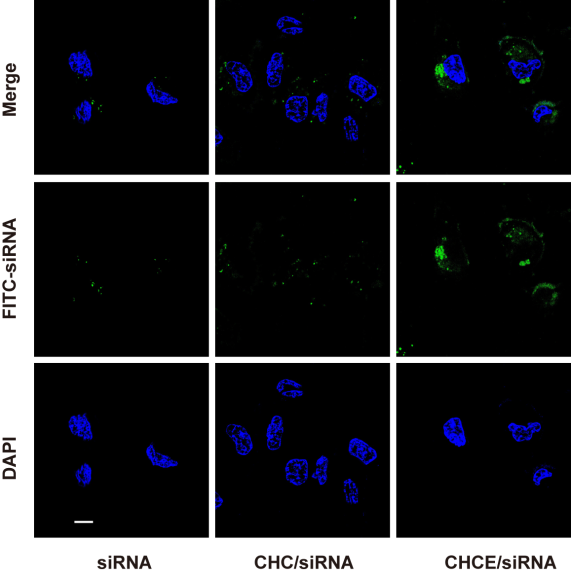 Merge
FITC-siRNA
DAPI
siRNA
CHC/siRNA
CHCE/siRNA